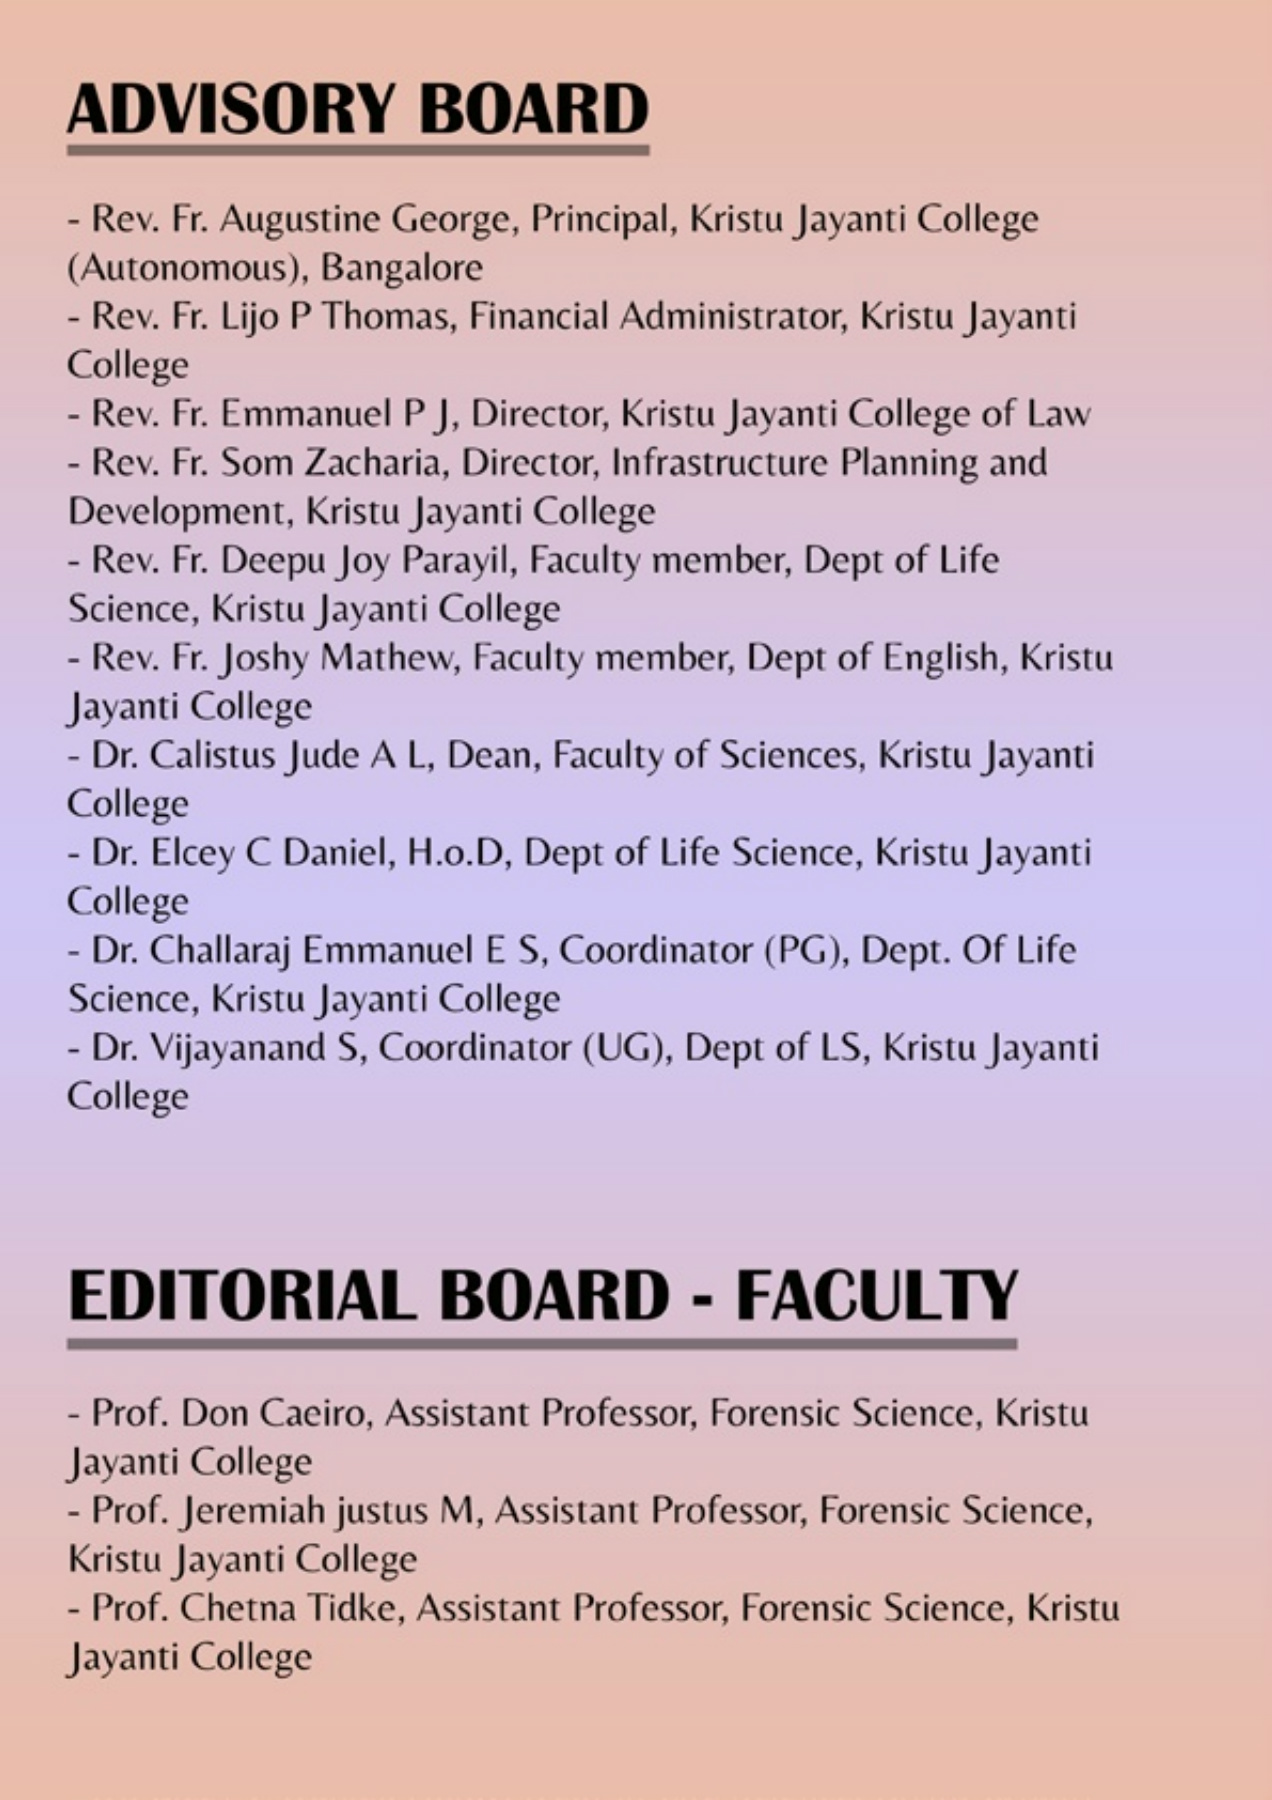 ADVISORY BOARD
- Rev. Fr. Augustine George, Principal, Kristu Jayanti College
(Autonomous), Bangalore
- Rev. Fr. Lijo P Thomas, Financial Administrator, Kristu Jayanti
College
- Rev. Fr. Emmanuel P J, Director, Kristu Jayanti College of Law
- Rev. Fr. Som Zacharia, Director, Infrastructure Planning and
Development, Kristu Jayanti College
- Rev. Fr. Deepu Joy Parayil, Faculty member, Dept of Life
Science, Kristu Jayanti College
- Rev. Fr. Joshy Mathew, Faculty member, Dept of English, Kristu
Jayanti College
- Dr. Calistus Jude A L, Dean, Faculty of Sciences, Kristu Jayanti
College
- Dr. Elcey C Daniel, H.o.D, Dept of Life Science, Kristu Jayanti
College
- Dr. Challaraj Emmanuel E S, Coordinator (PG), Dept. Of Life
Science, Kristu Jayanti College
- Dr. Vijayanand S, Coordinator (UG), Dept of LS, Kristu Jayanti
College
EDITORIAL BOARD - FACULTY
- Prof. Don Caeiro, Assistant Professor, Forensic Science, Kristu
Jayanti College
- Prof. Jeremiah justus M, Assistant Professor, Forensic Science,
Kristu Jayanti College
- Prof. Chetna Tidke, Assistant Professor, Forensic Science, Kristu
Jayanti College